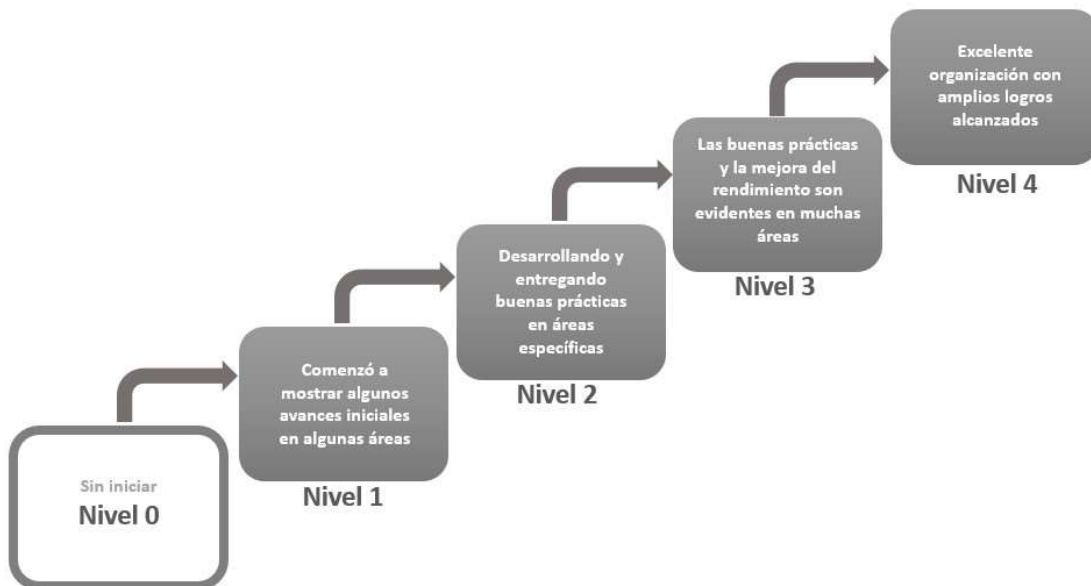 Sin iniciar
Nivel 0
Comenzó a
mostrar algunos
avances iniciales
en algunas áreas
Nivel 1
Desarrollando y
entregando
buenas prácticas
en áreas
específicas
Nivel 2
Las buenas prácticas
y la mejora del
rendimiento son
evidentes en muchas
áreas
Nivel 3
Excelente
organización con
amplios logros
alcanzados
Nivel 4